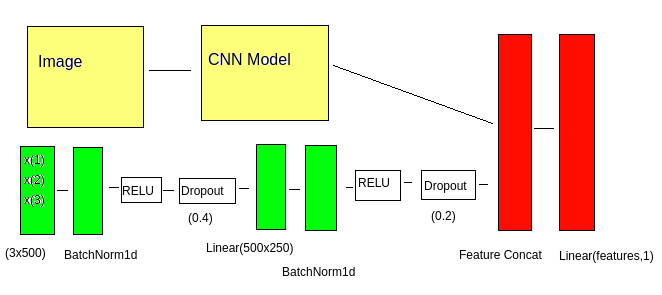 Image
CNN Model
x(1)
x(2)
x(3)
RELU
Dropout
RELU
Dropout
(0.4)
(0.2)
(3x500)
BatchNorm1d
Linear(500x250)
BatchNorm1d
Feature Concat
Linear(features,1)